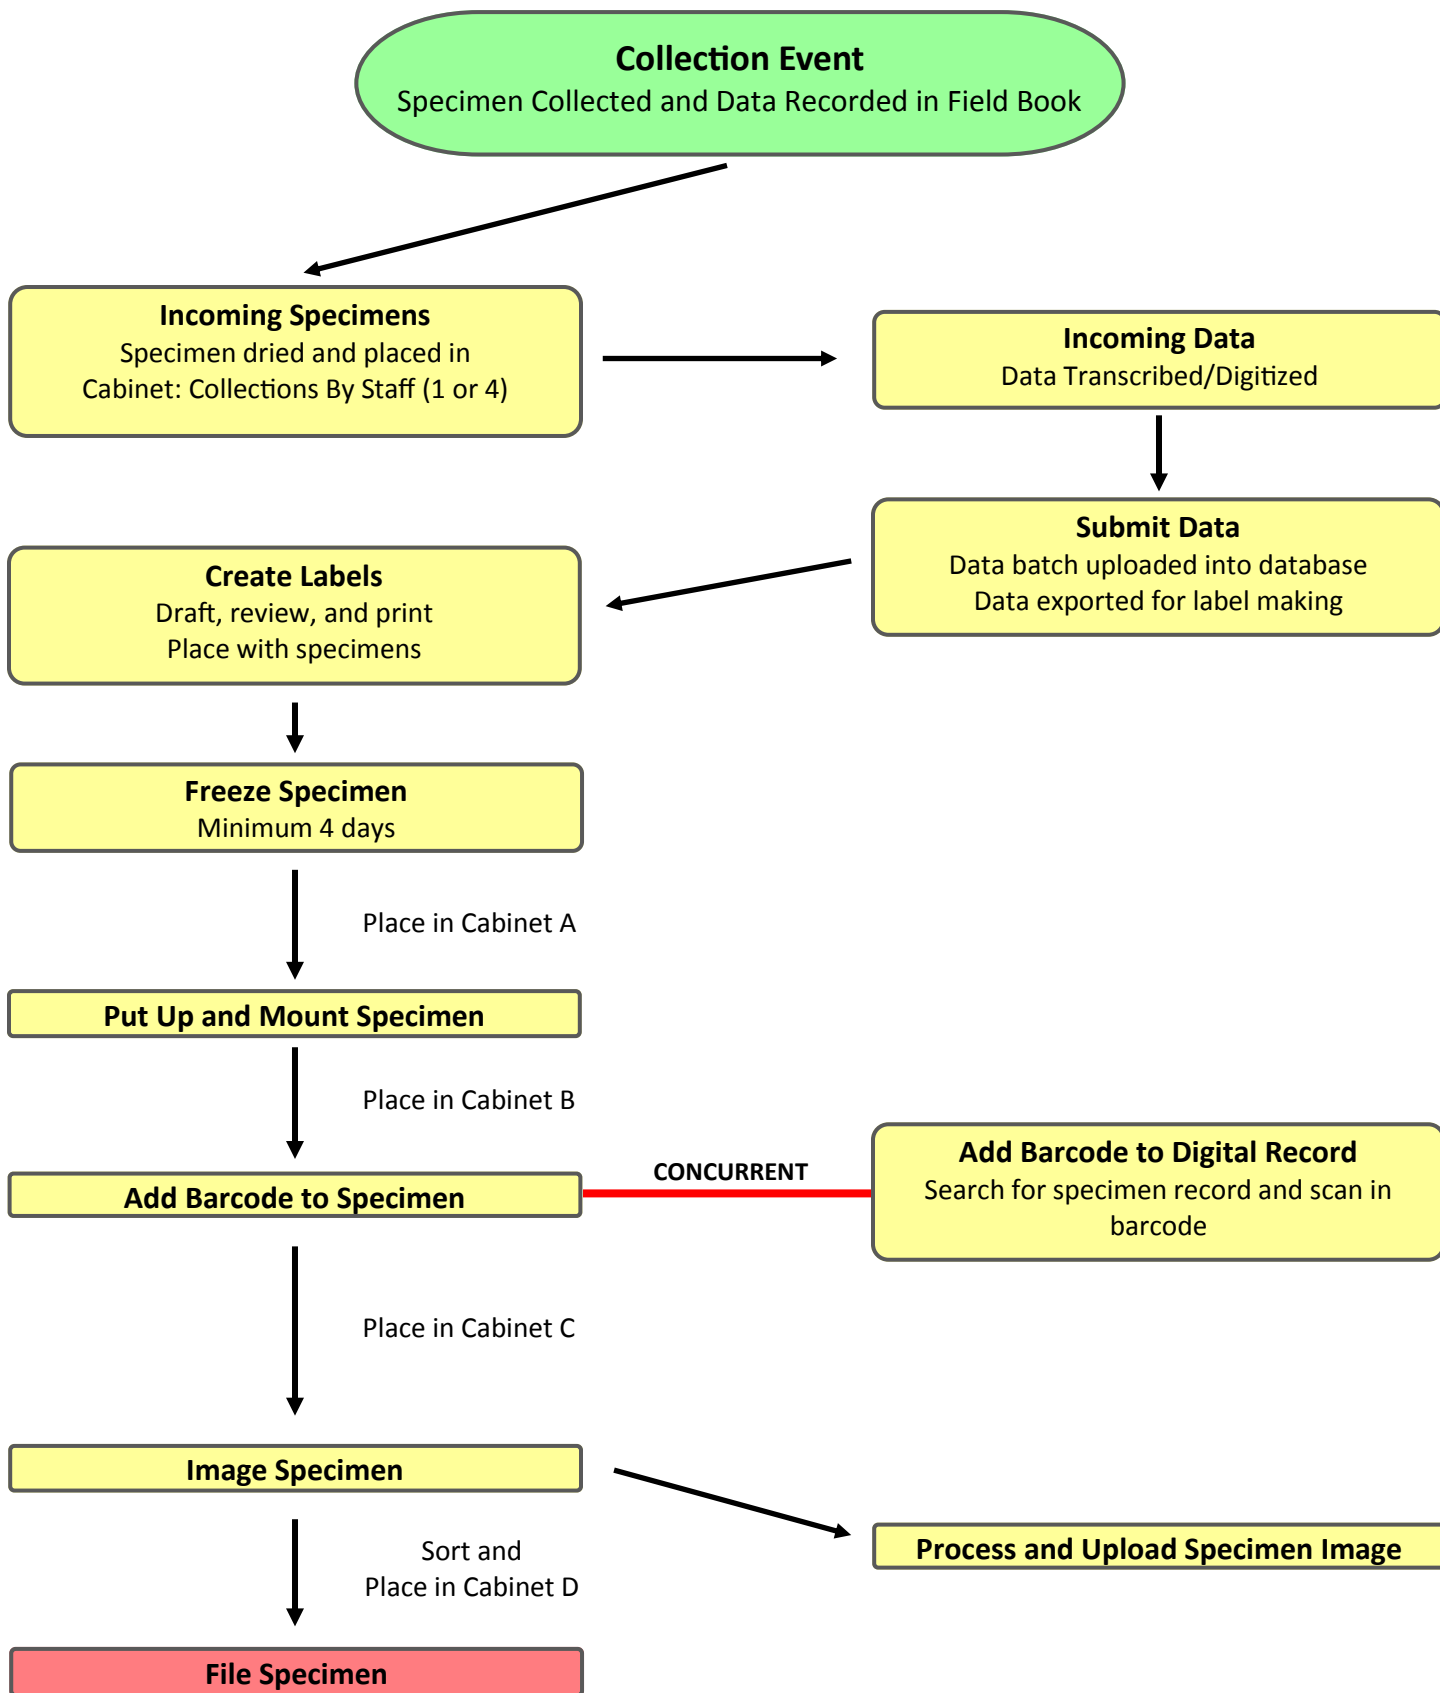 Collection Event
Specimen Collected and Data Recorded in Field Book
Incoming Specimens
Specimen dried and placed in
Cabinet: Collections By Staff (1 or 4)
Incoming Data
Data Transcribed/Digitized
Submit Data
Data batch uploaded into database
Data exported for label making
Create Labels
Draft, review, and print
Place with specimens
Freeze Specimen
Minimum 4 days
Place in Cabinet A
Put Up and Mount Specimen
Place in Cabinet B
Add Barcode to Specimen
CONCURRENT
Add Barcode to Digital Record
Search for specimen record and scan in
barcode
Place in Cabinet C
Image Specimen
Process and Upload Specimen Image
Sort and
Place in Cabinet D
File Specimen